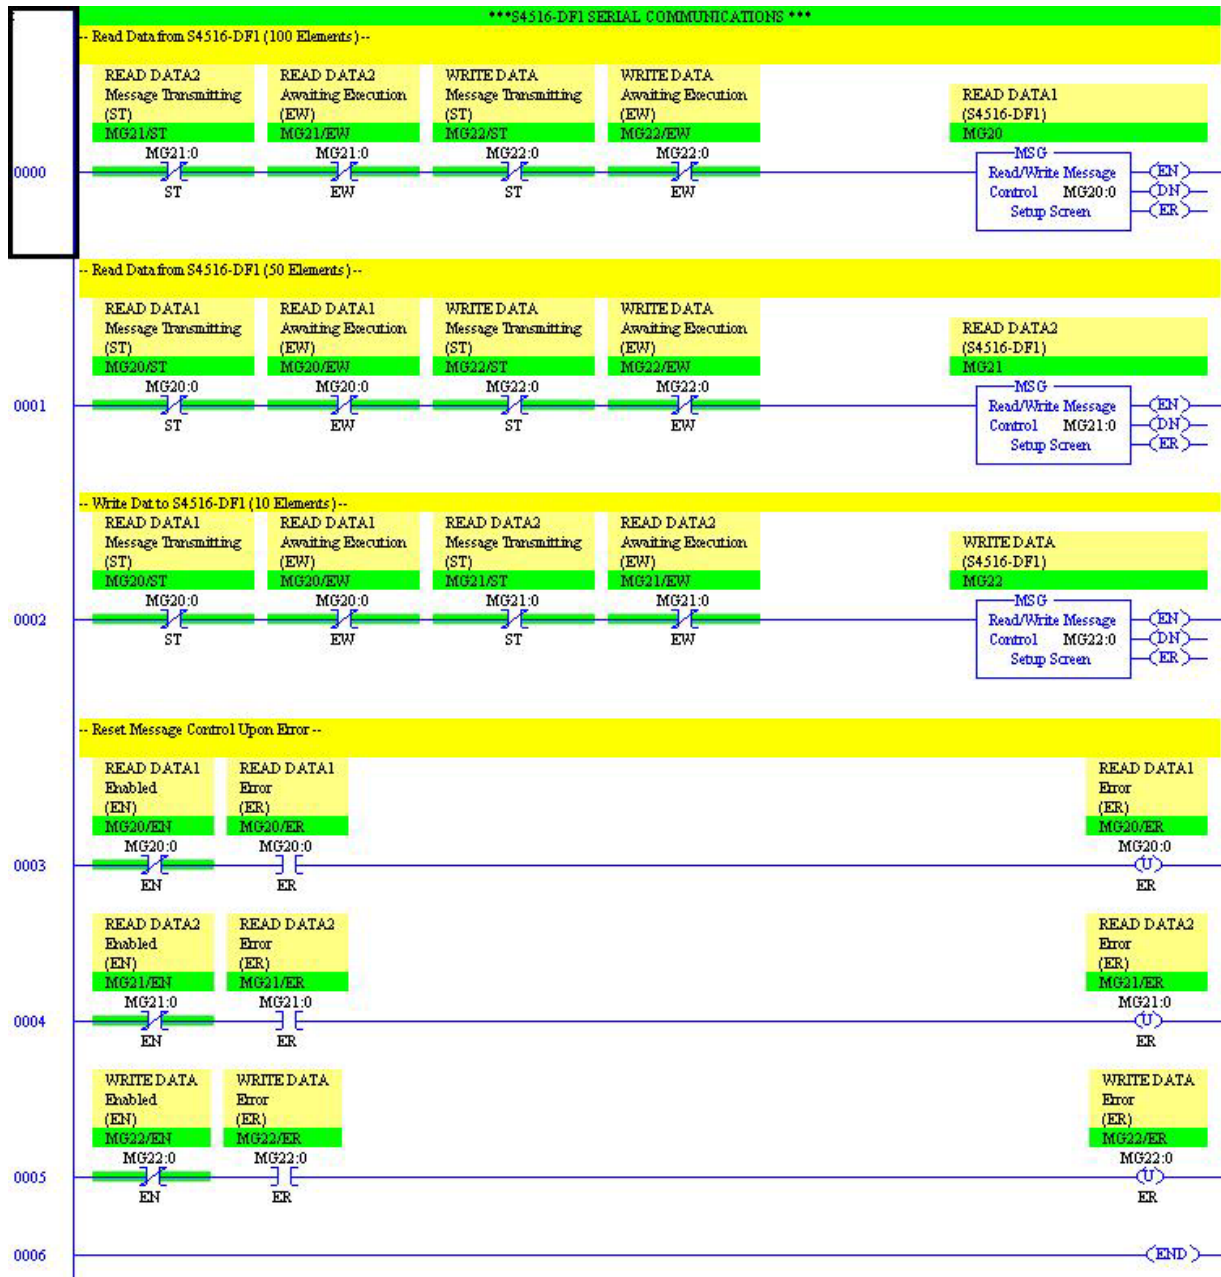 ***S4516-DF1 SERIAL COMMUNICATIONS ***
-- Read Data from S4516-DF1 (100 Elements)--
READ DATA2 READ DATA2 WRITE DATA WRITE DATA
Message Transmitting Awaiting Execution Message Transmitting Awaiting Execution READ DATA1
(ST) (EW) (ST) (EW) (S4516-DF1)
MG21/ST MG21/EW MG22/ST MG22/EW MG20
MG21:0 MG21:0 MG22:0 MG22:0 MSG
0000 Read/Write Message EN
ST EW ST EW Control MG20:0 DN
Setup Screen ER
-- Read Data from S4516-DF1 (50 Elements)--
READ DATA1 READ DATA1 WRITE DATA WRITE DATA
Message Transmitting Awaiting Execution Message Transmitting Awaiting Execution READ DATA2
(ST) (EW) (ST) (EW) (S4516-DF1)
MG20/ST MG20/EW MG22/ST MG22/EW MG21
MG20:0 MG20:0 MG22:0 MG22:0 MSG
0001 Read/Write Message EN
ST EW ST EW Control MG21:0 DN
Setup Screen ER
-- Write Dat to S4516-DF1 (10 Elements)--
READ DATA1 READ DATA1 READ DATA2 READ DATA2
Message Transmitting Awaiting Execution Message Transmitting Awaiting Execution WRITE DATA
(ST) (EW) (ST) (EW) (S4516-DF1)
MG20/ST MG20/EW MG21/ST MG21/EW MG22
MG20:0 MG20:0 MG21:0 MG21:0 MSG
0002 Read/Write Message EN
ST EW ST EW Control MG22:0 DN
Setup Screen ER
-- Reset Message Control Upon Error --
READ DATA1 READ DATA1 READ DATA1
Enabled Error Error
(EN) (ER) (ER)
MG20/EN MG20/ER MG20/ER
MG20:0 MG20:0 MG20:0
0003 U
EN ER ER
READ DATA2 READ DATA2 READ DATA2
Enabled Error Error
(EN) (ER) (ER)
MG21/EN MG21/ER MG21/ER
MG21:0 MG21:0 MG21:0
0004 U
EN ER ER
WRITE DATA WRITE DATA WRITE DATA
Enabled Error Error
(EN) (ER) (ER)
MG22/EN MG22/ER MG22/ER
MG22:0 MG22:0 MG22:0
0005 U
EN ER ER
0006 END